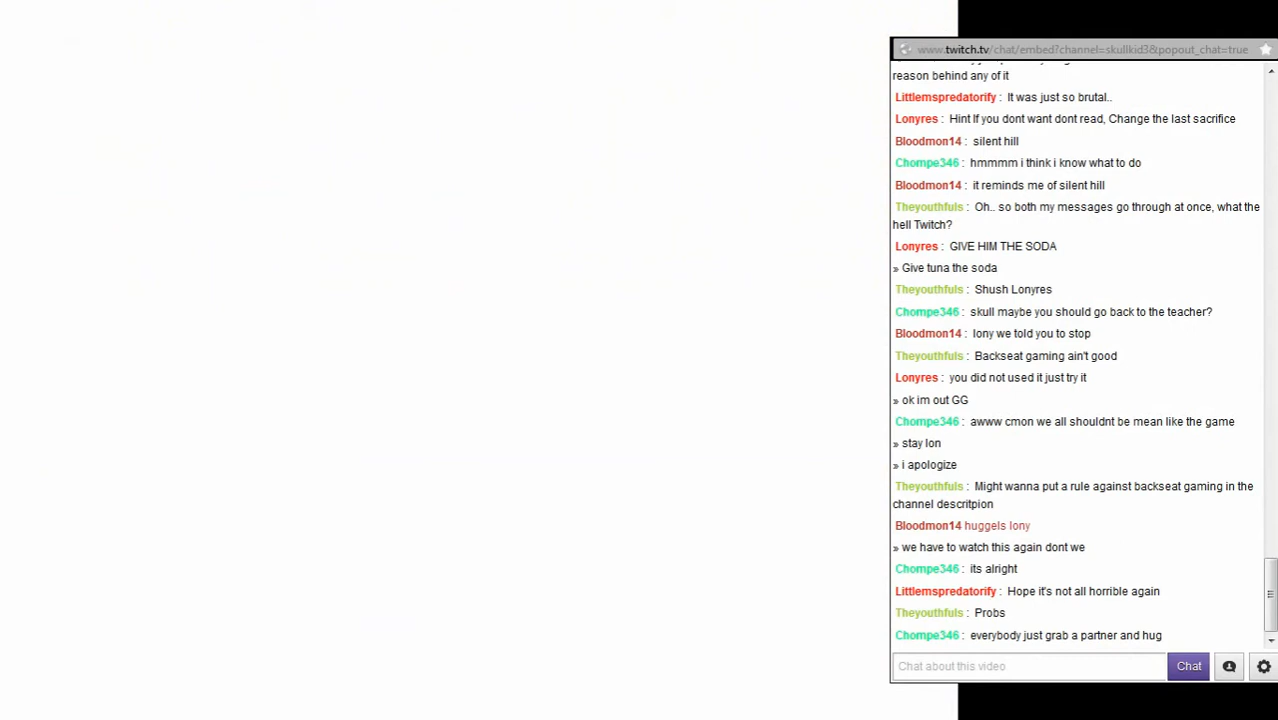 www.twitch.tv/chat/embed?channel=skullkid3&popout_chat=true
reason behind any of it
Littlemspredatorify : It was just so brutal..
Lonyres : Hint If you dont want dont read, Change the last sacrifice
Bloodmon14 : silent hill
Chompe346 : hmmmm i think i know what to do
Bloodmon14 : it reminds me of silent hill
Theyouthfuls : Oh.. so both my messages go through at once, what the
hell Twitch?
Lonyres : GIVE HIM THE SODA
» Give tuna the soda
Theyouthfuls : Shush Lonyres
Chompe346 : skull maybe you should go back to the teacher?
Bloodmon14 : lony we told you to stop
Theyouthfuls : Backseat gaming ain't good
Lonyres : you did not used it just try it
» ok im out GG
Chompe346 : awww cmon we all shouldnt be mean like the game
» stay lon
» i apologize
Theyouthfuls : Might wanna put a rule against backseat gaming in the
channel descritpion
Bloodmon14 huggels lony
» we have to watch this again dont we
Chompe346 : its alright
Littlemspredatorify : Hope it's not all horrible again
Theyouthfuls : Probs
Chompe346 : everybody just grab a partner and hug
Chat about this video
Chat